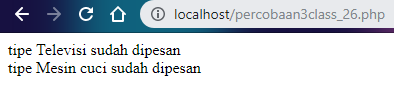 localhost/percobaan3class_26.php
tipe Televisi sudah dipesan
tipe Mesin cuci sudah dipesan